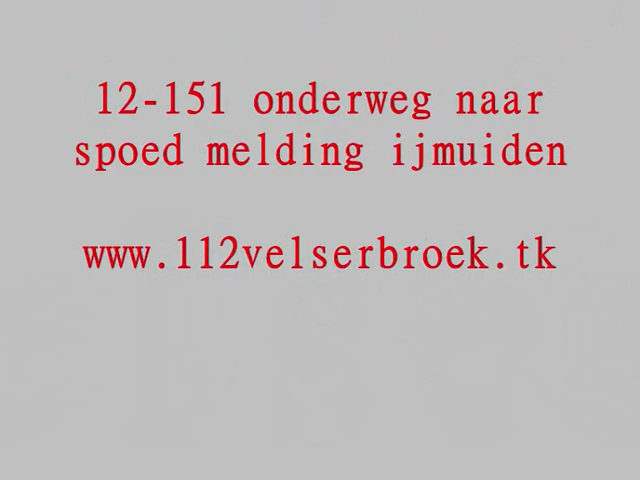 12-151 onderweg naar
spoed melding ijmuiden
www.112velserbroek.tk